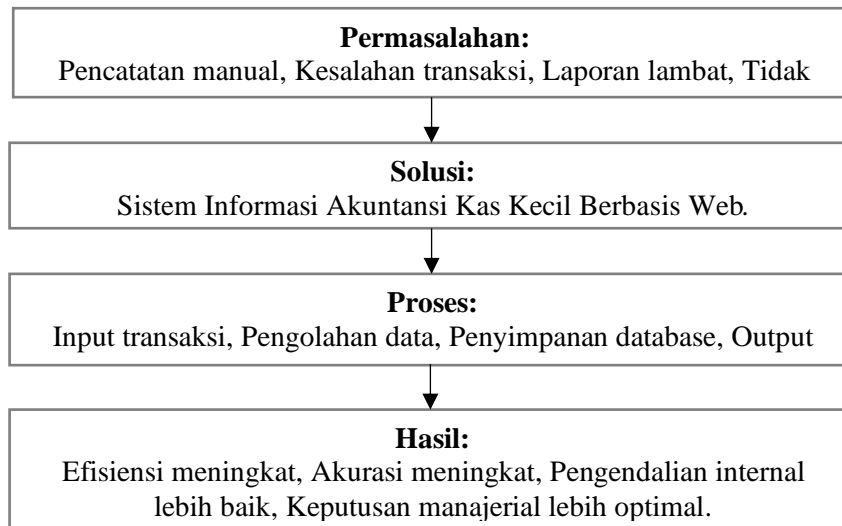 Permasalahan:
Pencatatan manual, Kesalahan transaksi, Laporan lambat, Tidak
Solusi:
Sistem Informasi Akuntansi Kas Kecil Berbasis Web.
Proses:
Input transaksi, Pengolahan data, Penyimpanan database, Output
Hasil:
Efisiensi meningkat, Akurasi meningkat, Pengendalian internal
lebih baik, Keputusan manajerial lebih optimal.